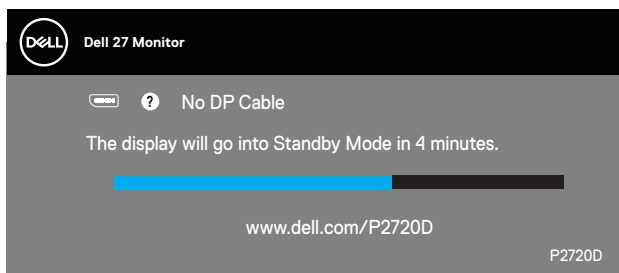 DELL
Dell 27 Monitor
? No DP Cable
The display will go into Standby Mode in 4 minutes.
www.dell.com/P2720D
P2720D